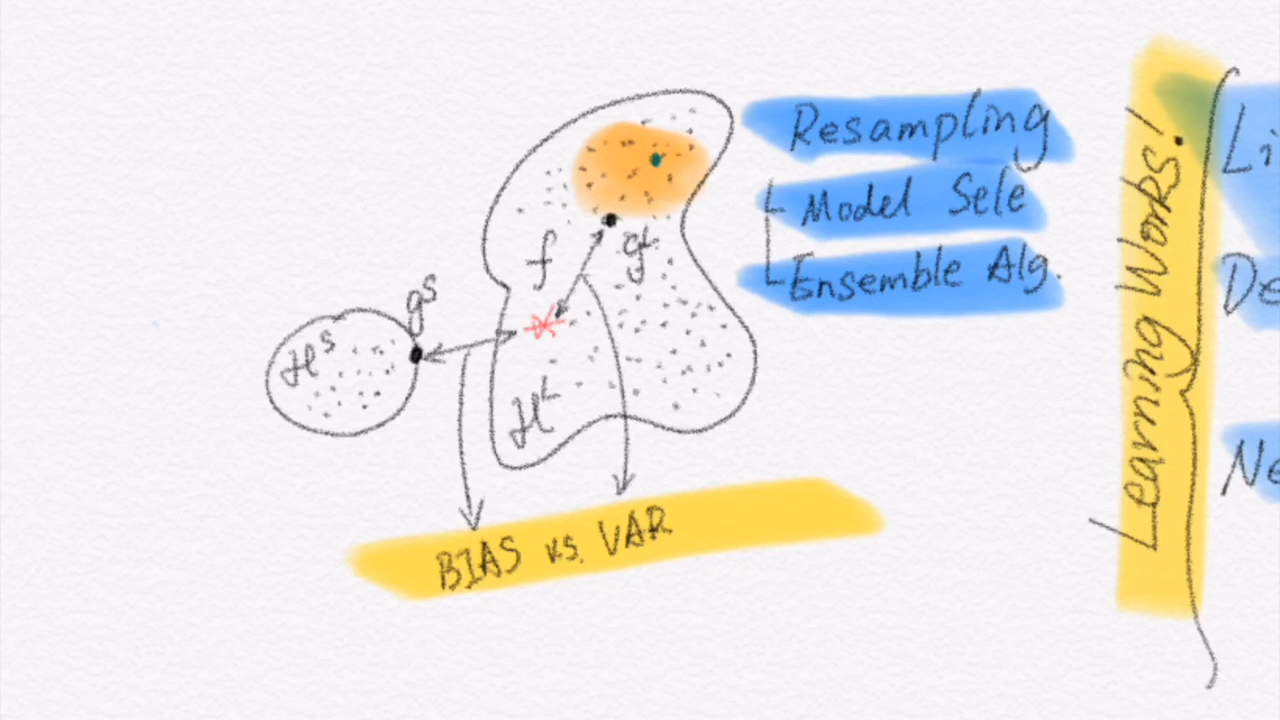 Resampling
Model Sele
Ensemble Alg.
f
g
g^S
H^S
H^L
BIAS vs. VAR
Learning Works!
Li
De
Ne